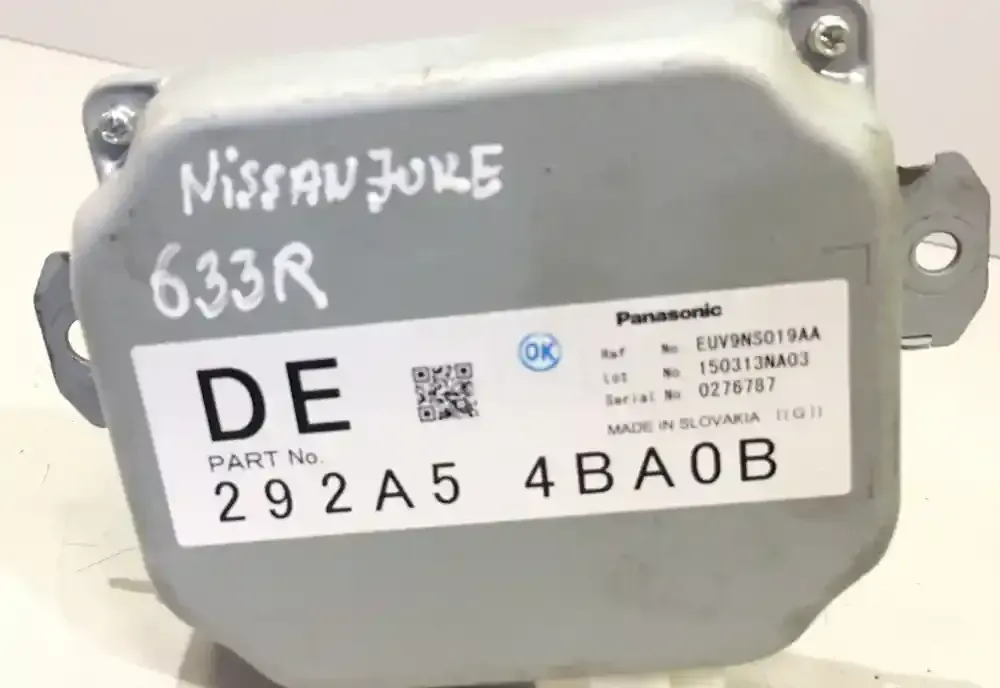 NiSSAN JUKE
633R
Panasonic
DE
OK
Ref No EUV9NS019AA
Lot No 150313NA03
Serial No 0276787
MADE IN SLOVAKIA ((G))
PART No.
292A5 4BA0B